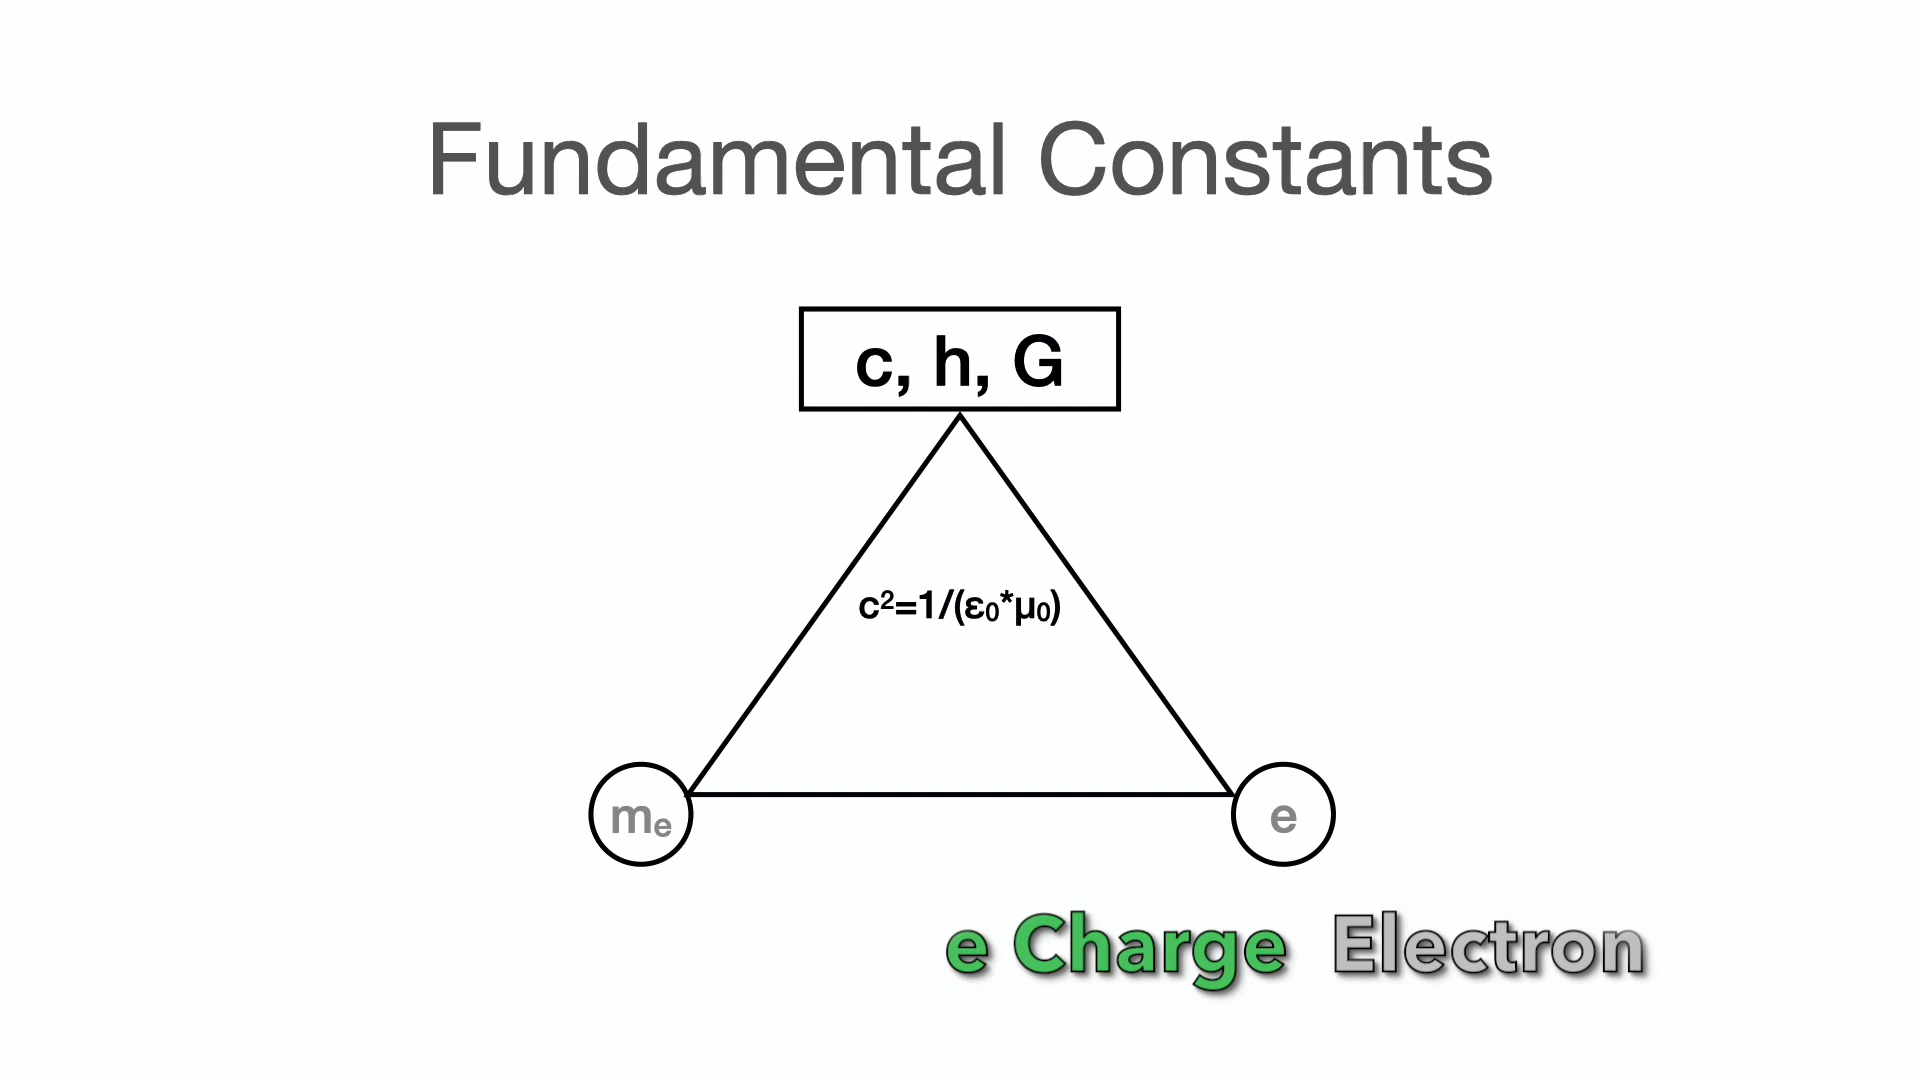 Fundamental Constants
c, h, G
c²=1/(ε₀*μ₀)
mₑ
e
e Charge Electron